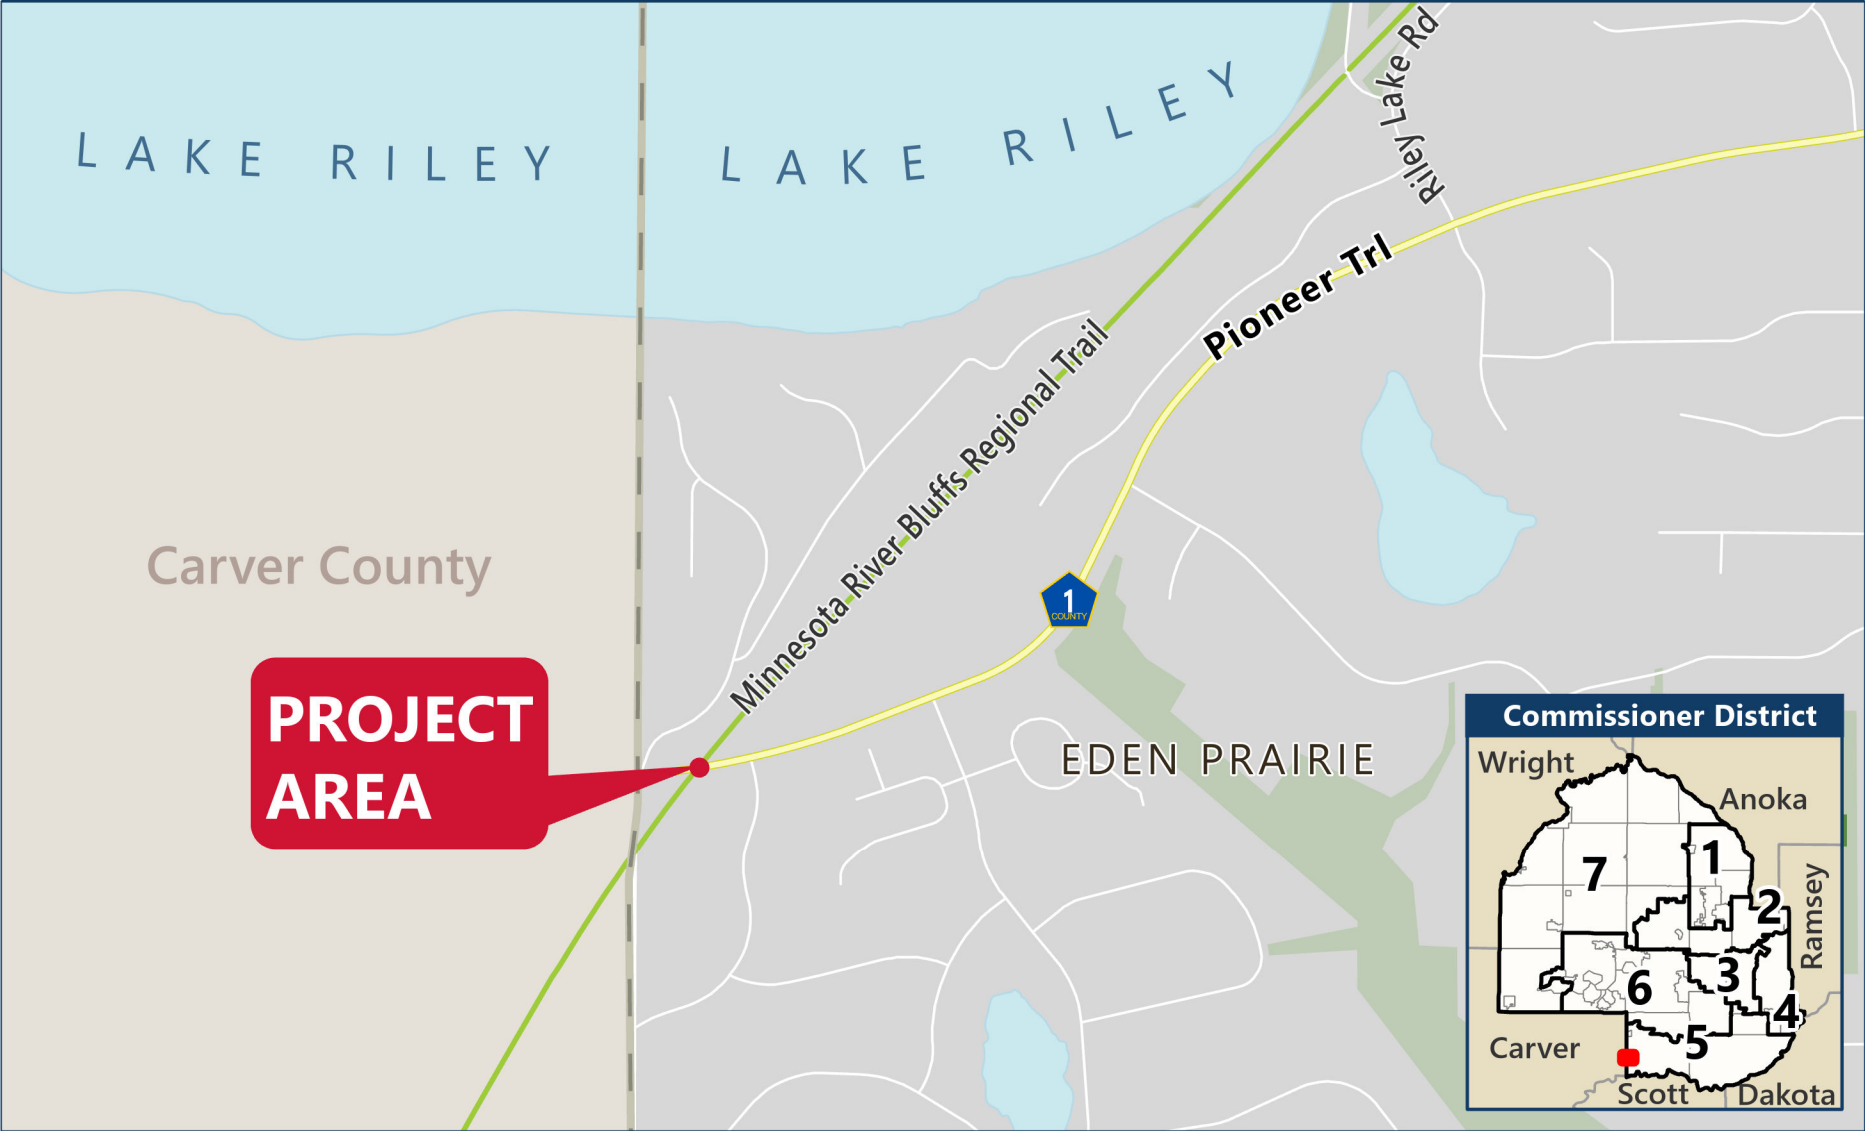 LAKE RILEY
LAKE RILEY
Riley Lake Rd
Pioneer Trl
Minnesota River Bluffs Regional Trail
Carver County
1
COUNTY
PROJECT
AREA
EDEN PRAIRIE
Commissioner District
Wright
Anoka
1
7
2
Ramsey
3
6
4
5
Carver
Scott
Dakota